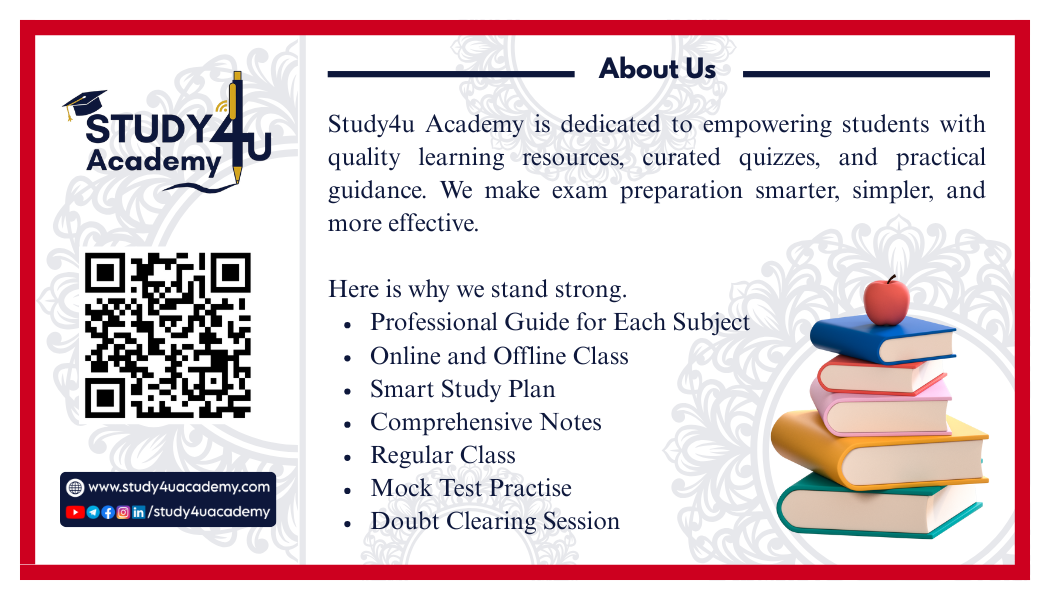 STUDY4U
Academy
www.study4uacademy.com
/study4uacademy
About Us
Study4u Academy is dedicated to empowering students with
quality learning resources, curated quizzes, and practical
guidance. We make exam preparation smarter, simpler, and
more effective.
Here is why we stand strong.
• Professional Guide for Each Subject
• Online and Offline Class
• Smart Study Plan
• Comprehensive Notes
• Regular Class
• Mock Test Practise
• Doubt Clearing Session